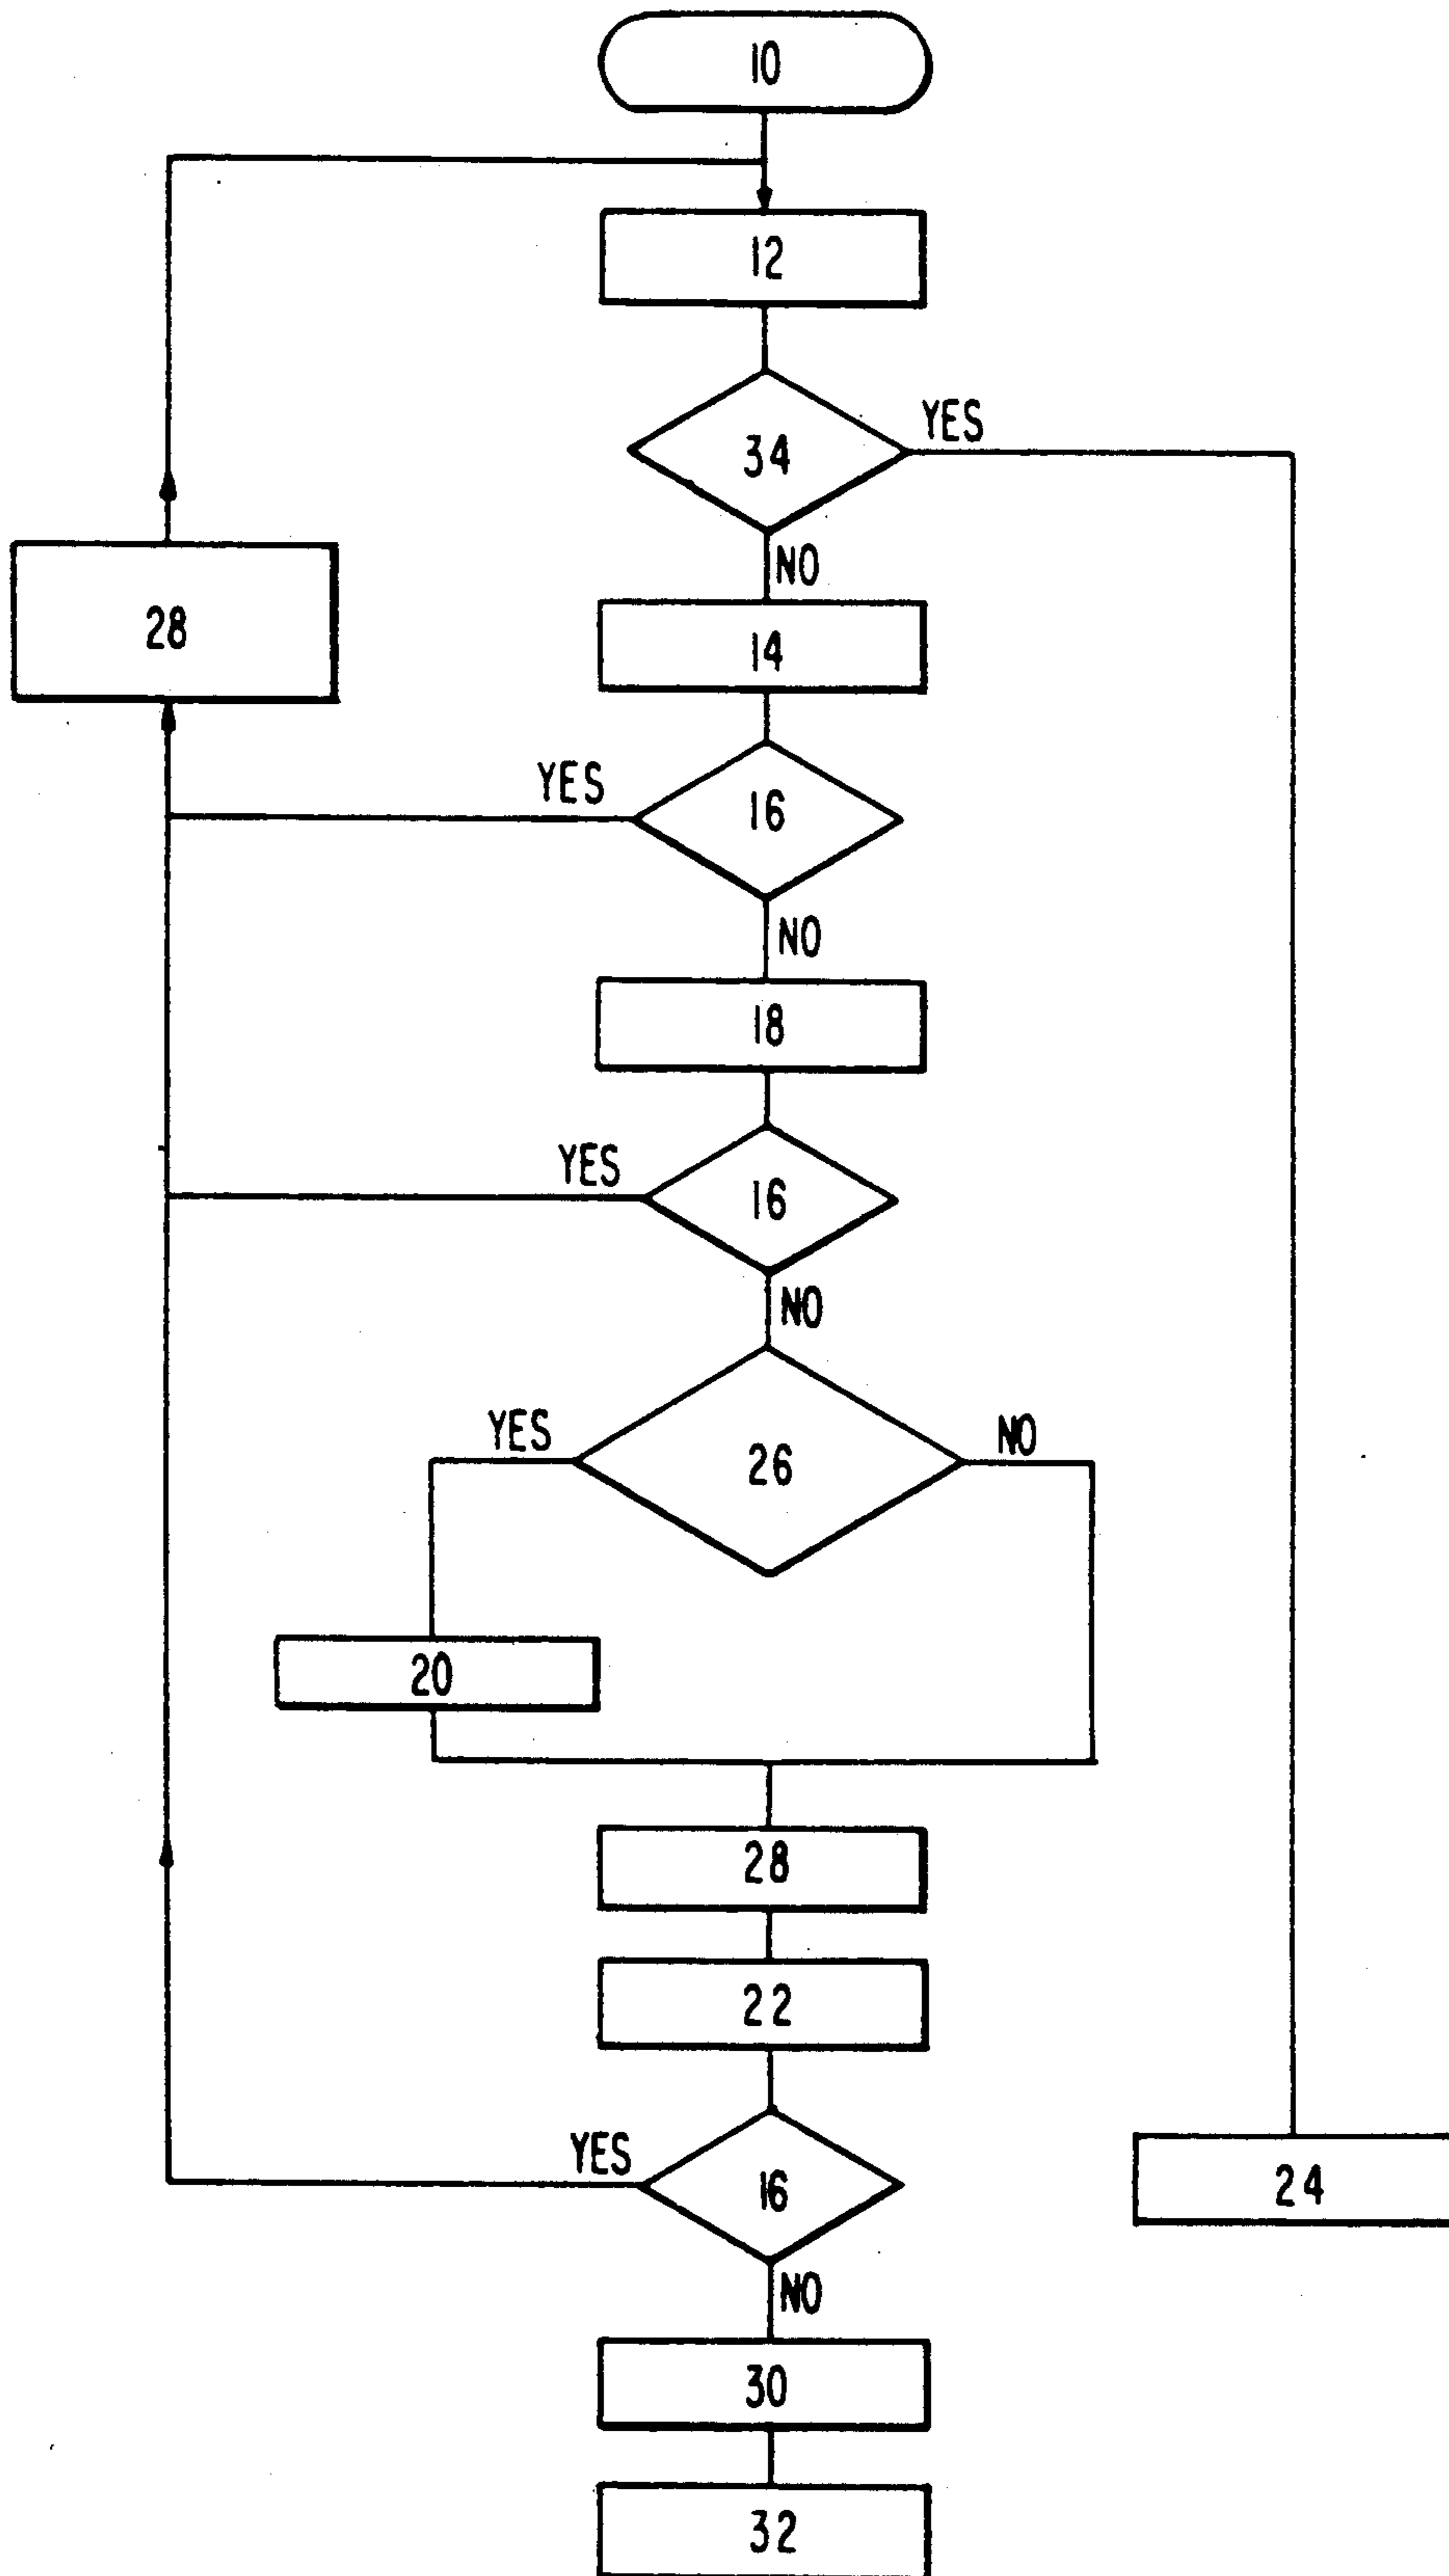 10
12
34
YES
NO
28
14
YES
16
NO
18
YES
16
NO
YES
26
NO
20
28
22
YES
16
24
NO
30
32